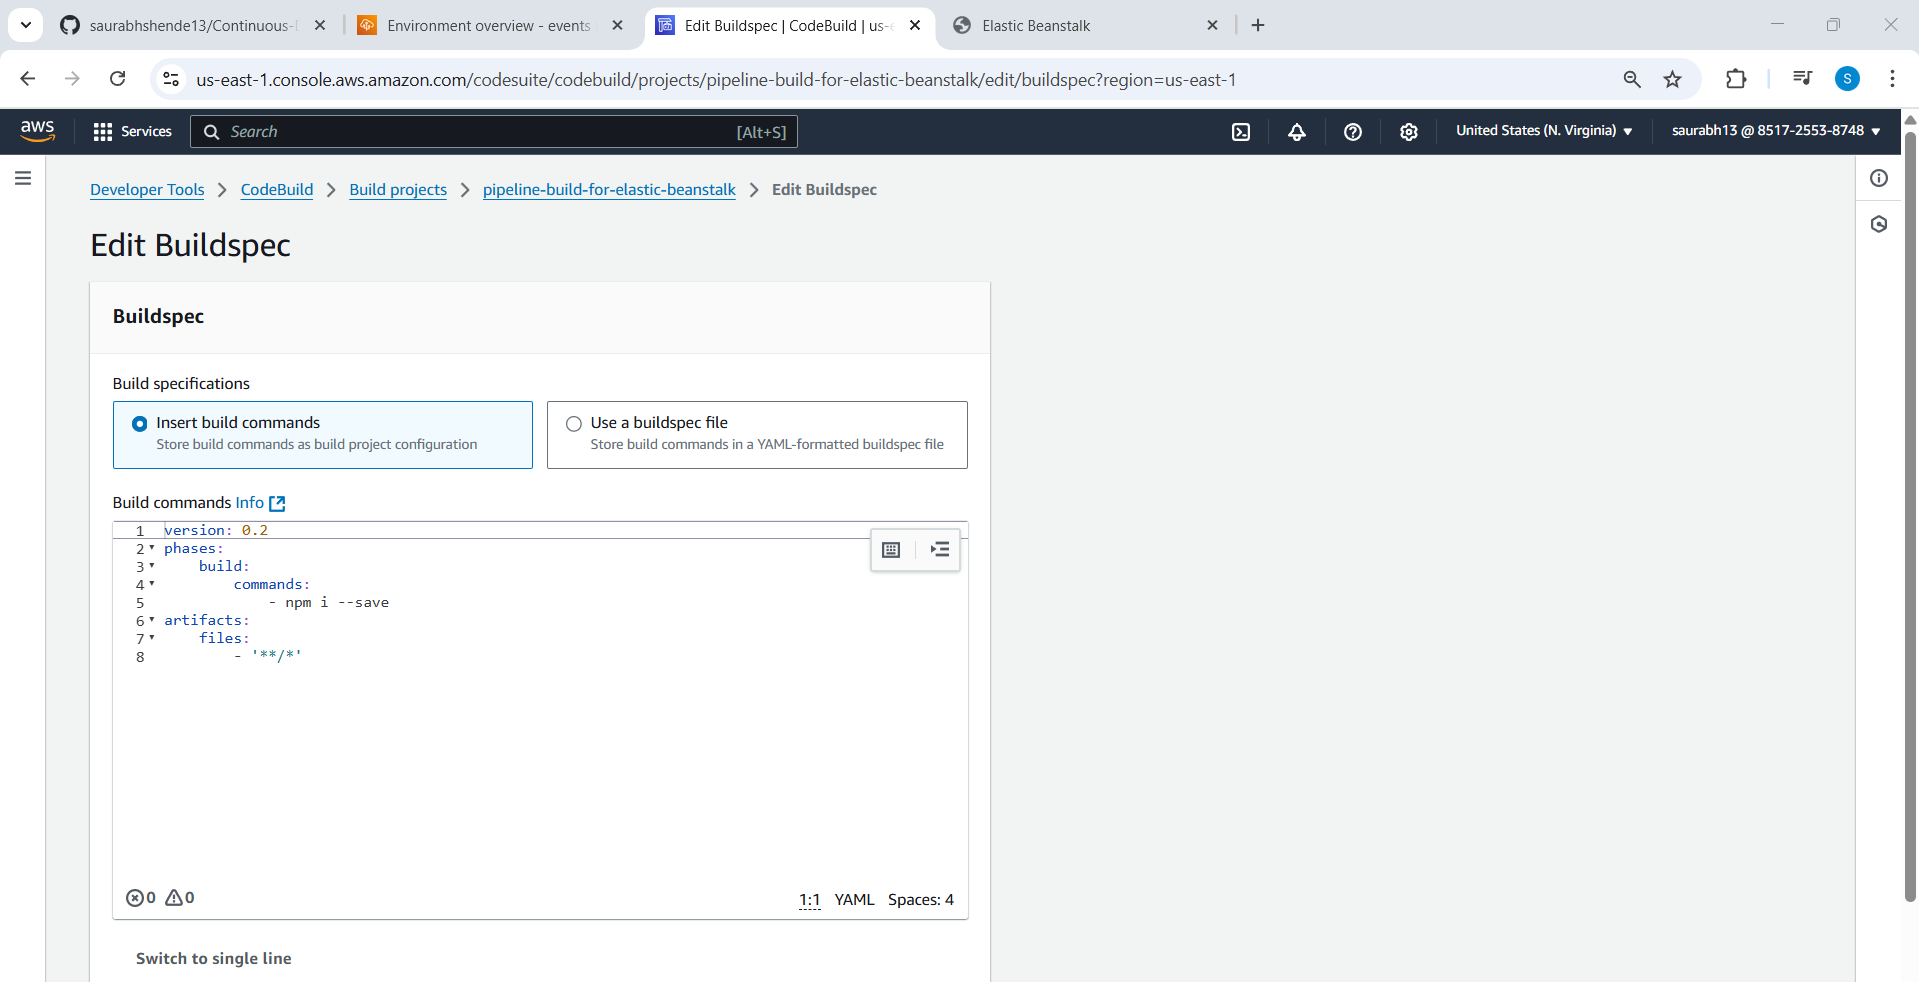 saurabhshende13/Continuous-D
Environment overview - events
Edit Buildspec | CodeBuild | us-e
Elastic Beanstalk
us-east-1.console.aws.amazon.com/codesuite/codebuild/projects/pipeline-build-for-elastic-beanstalk/edit/buildspec?region=us-east-1
S
aws
Services
Search
[Alt+S]
United States (N. Virginia)
saurabh13 @ 8517-2553-8748
Developer Tools
CodeBuild
Build projects
pipeline-build-for-elastic-beanstalk
Edit Buildspec
Edit Buildspec
Buildspec
Build specifications
Insert build commands
Store build commands as build project configuration
Use a buildspec file
Store build commands in a YAML-formatted buildspec file
Build commands Info
1 version: 0.2
2 phases:
3 build:
4 commands:
5 - npm i --save
6 artifacts:
7 files:
8 - '**/*'
0 0
1:1 YAML Spaces: 4
Switch to single line